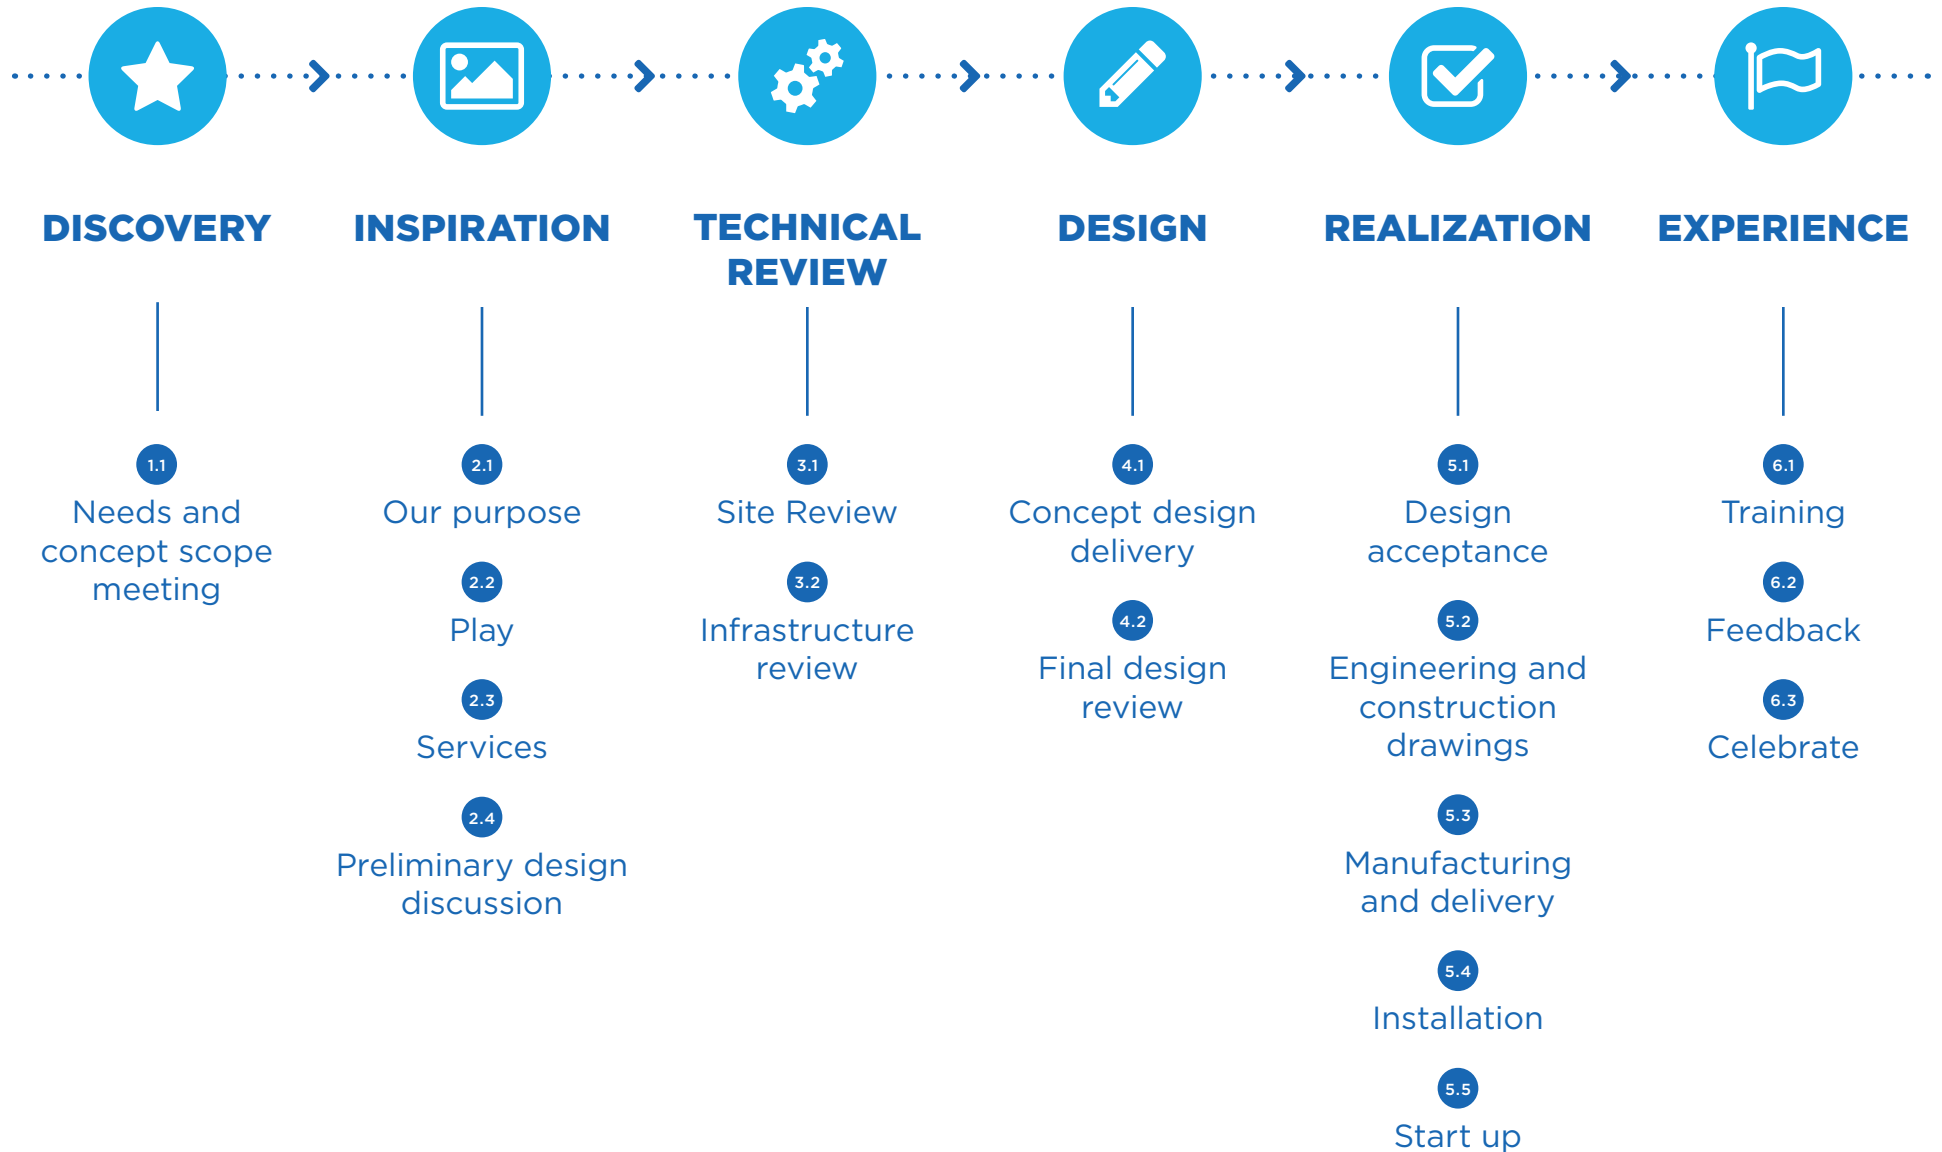 DISCOVERY
1.1
Needs and
concept scope
meeting
INSPIRATION
2.1
Our purpose
2.2
Play
2.3
Services
2.4
Preliminary design
discussion
TECHNICAL
REVIEW
3.1
Site Review
3.2
Infrastructure
review
DESIGN
4.1
Concept design
delivery
4.2
Final design
review
REALIZATION
5.1
Design
acceptance
5.2
Engineering and
construction
drawings
5.3
Manufacturing
and delivery
5.4
Installation
5.5
Start up
EXPERIENCE
6.1
Training
6.2
Feedback
6.3
Celebrate